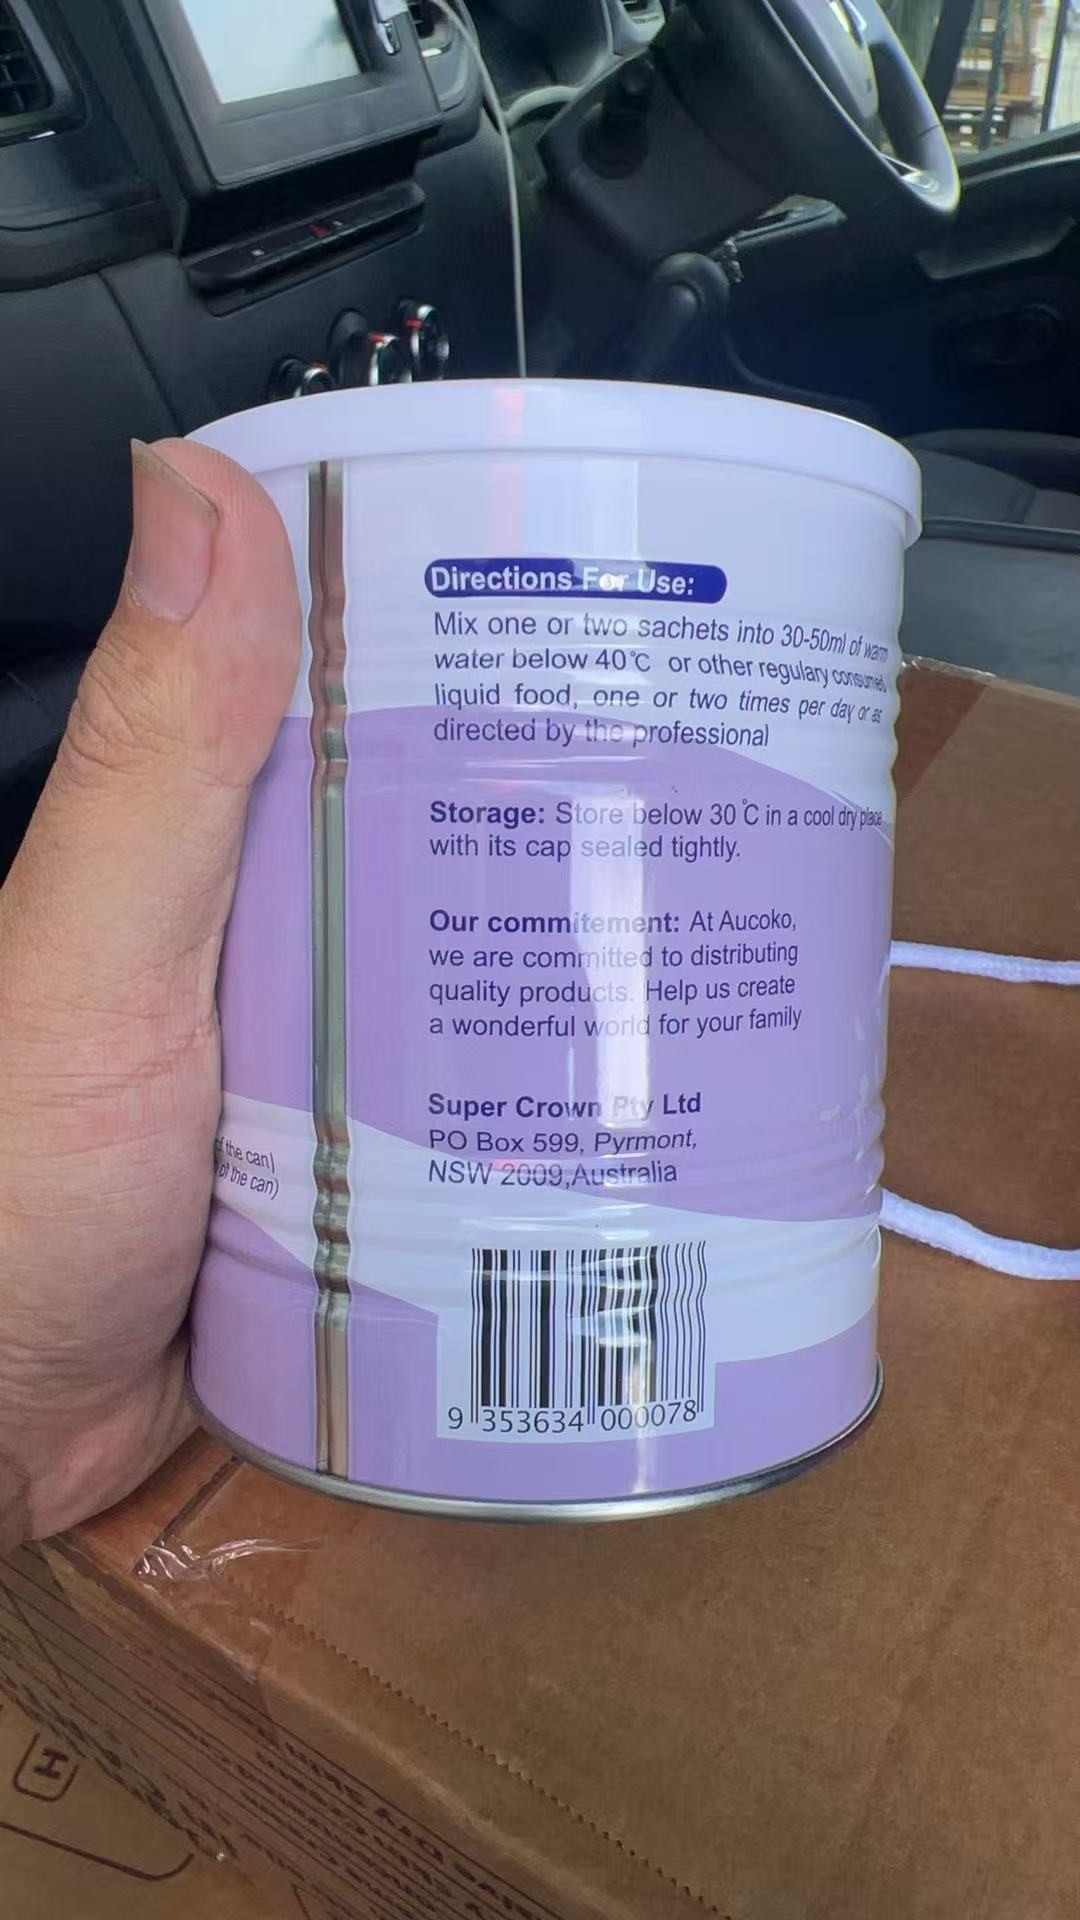 Directions For Use:
Mix one or two sachets into 30-50ml of warm
water below 40℃ or other regulary consumed
liquid food, one or two times per day or as
directed by the professional
Storage: Store below 30℃ in a cool dry place
with its cap sealed tightly.
Our commitement: At Aucoko,
we are committed to distributing
quality products. Help us create
a wonderful world for your family
Super Crown Pty Ltd
PO Box 599, Pyrmont,
NSW 2009,Australia
of the can)
of the can)
9 353634 000078